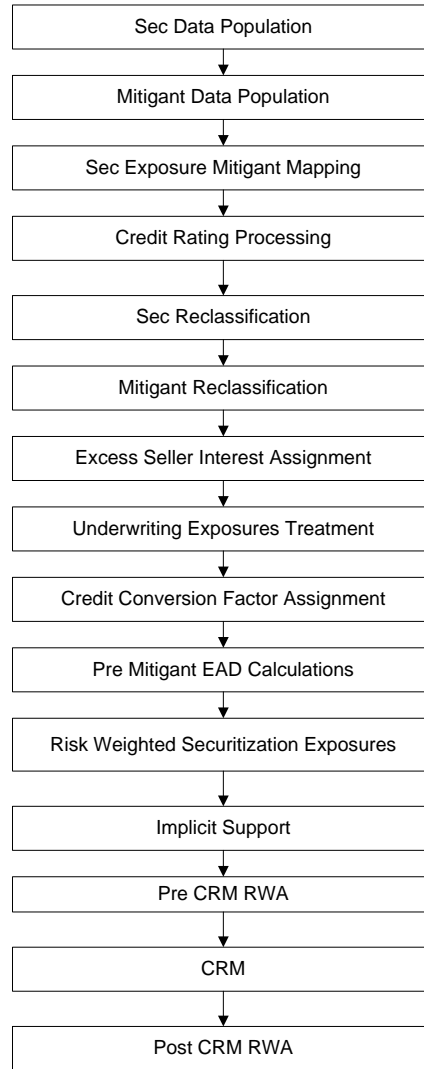 Sec Data Population
Mitigant Data Population
Sec Exposure Mitigant Mapping
Credit Rating Processing
Sec Reclassification
Mitigant Reclassification
Excess Seller Interest Assignment
Underwriting Exposures Treatment
Credit Conversion Factor Assignment
Pre Mitigant EAD Calculations
Risk Weighted Securitization Exposures
Implicit Support
Pre CRM RWA
CRM
Post CRM RWA